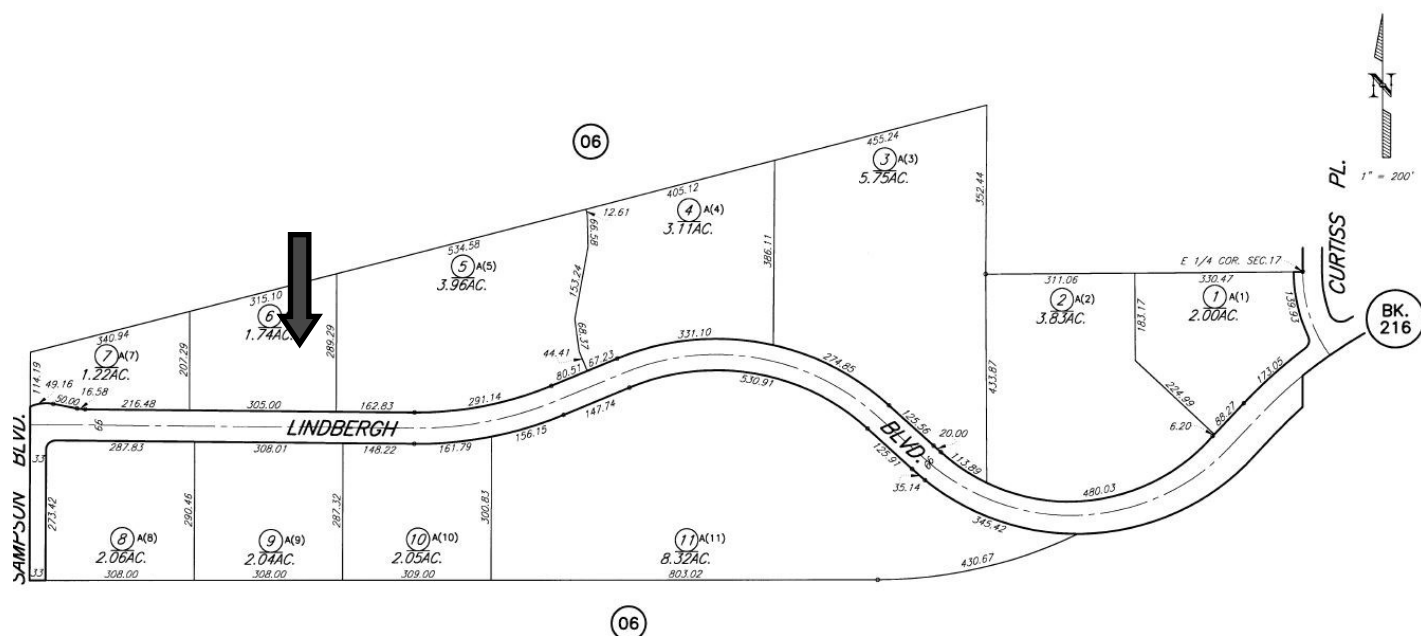 N
1" = 200'
06
455.24
3 A(3)
5.75AC.
352.44
CURTISS PL.
405.12
12.61
4 A(4)
3.11AC.
66.58
386.11
534.58
5 A(5)
3.96AC.
153.24
68.37
E 1/4 COR. SEC.17
311.06
330.47
2 A(2)
3.83AC.
183.17
1 A(1)
2.00AC.
139.93
BK.
216
315.10
6
1.74AC.
289.29
340.94
7 A(7)
1.22AC.
207.29
114.19
49.16
50.00
16.58
44.41
67.23
80.51
331.10
274.85
433.87
224.99
173.05
88.27
6.20
216.48
305.00
162.83
291.14
66
LINDBERGH
BLVD.
147.74
156.15
530.91
125.56
20.00
113.89
125.91
35.14
480.03
345.42
33
287.83
308.01
148.22
161.79
SAMPSON BLVD.
273.42
290.46
287.32
300.83
8 A(8)
2.06AC.
9 A(9)
2.04AC.
10 A(10)
2.05AC.
11 A(11)
8.32AC.
33
308.00
308.00
309.00
803.02
430.67
06